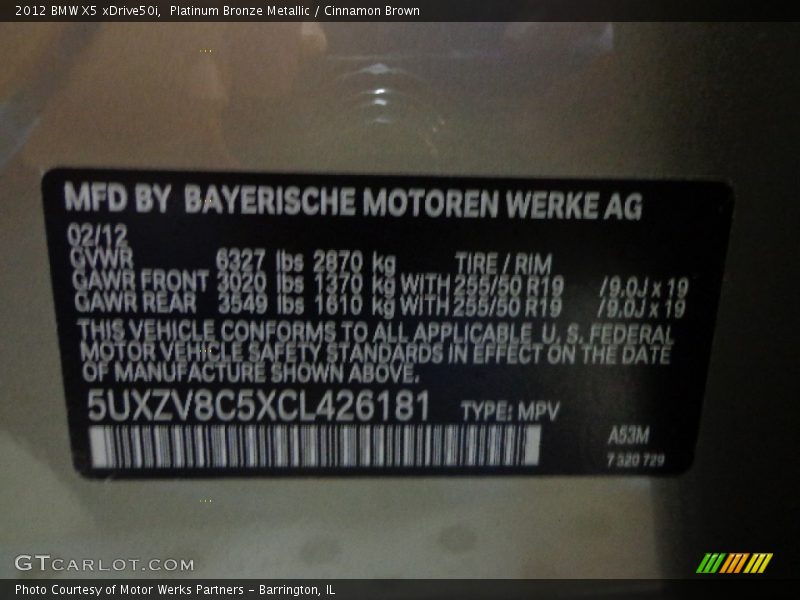 2012 BMW X5 xDrive50i, Platinum Bronze Metallic / Cinnamon Brown
MFD BY BAYERISCHE MOTOREN WERKE AG
02/12
GVWR 6327 lbs 2870 kg TIRE / RIM
GAWR FRONT 3020 lbs 1370 kg WITH 255/50 R19 /9.0J x 19
GAWR REAR 3549 lbs 1610 kg WITH 255/50 R19 /9.0J x 19
THIS VEHICLE CONFORMS TO ALL APPLICABLE U. S. FEDERAL
MOTOR VEHICLE SAFETY STANDARDS IN EFFECT ON THE DATE
OF MANUFACTURE SHOWN ABOVE.
5UXZV8C5XCL426181 TYPE: MPV
A53M
7 320 729
GTCARLOT.COM
Photo Courtesy of Motor Werks Partners - Barrington, IL